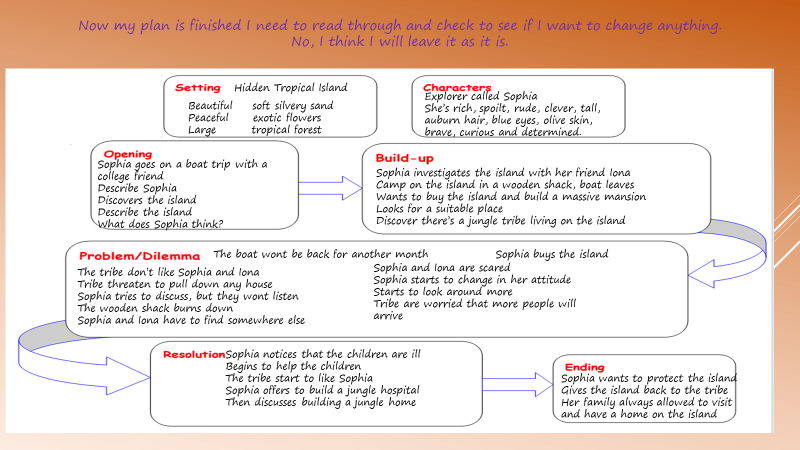 Now my plan is finished I need to read through and check to see if I want to change anything.
No, I think I will leave it as it is.
Setting Hidden Tropical Island
Beautiful soft silvery sand
Peaceful exotic flowers
Large tropical forest
Characters
Explorer called Sophia
She's rich, spoilt, rude, clever, tall,
auburn hair, blue eyes, olive skin,
brave, curious and determined.
Opening
Sophia goes on a boat trip with a
college friend
Describe Sophia
Discovers the island
Describe the island
What does Sophia think?
Build-up
Sophia investigates the island with her friend Iona
Camp on the island in a wooden shack, boat leaves
Wants to buy the island and build a massive mansion
Looks for a suitable place
Discover there's a jungle tribe living on the island
Problem/Dilemma The boat wont be back for another month Sophia buys the island
The tribe don't like Sophia and Iona
Tribe threaten to pull down any house
Sophia tries to discuss, but they wont listen
The wooden shack burns down
Sophia and Iona have to find somewhere else
Sophia and Iona are scared
Sophia starts to change in her attitude
Starts to look around more
Tribe are worried that more people will
arrive
Resolution Sophia notices that the children are ill
Begins to help the children
The tribe start to like Sophia
Sophia offers to build a jungle hospital
Then discusses building a jungle home
Ending
Sophia wants to protect the island
Gives the island back to the tribe
Her family always allowed to visit
and have a home on the island